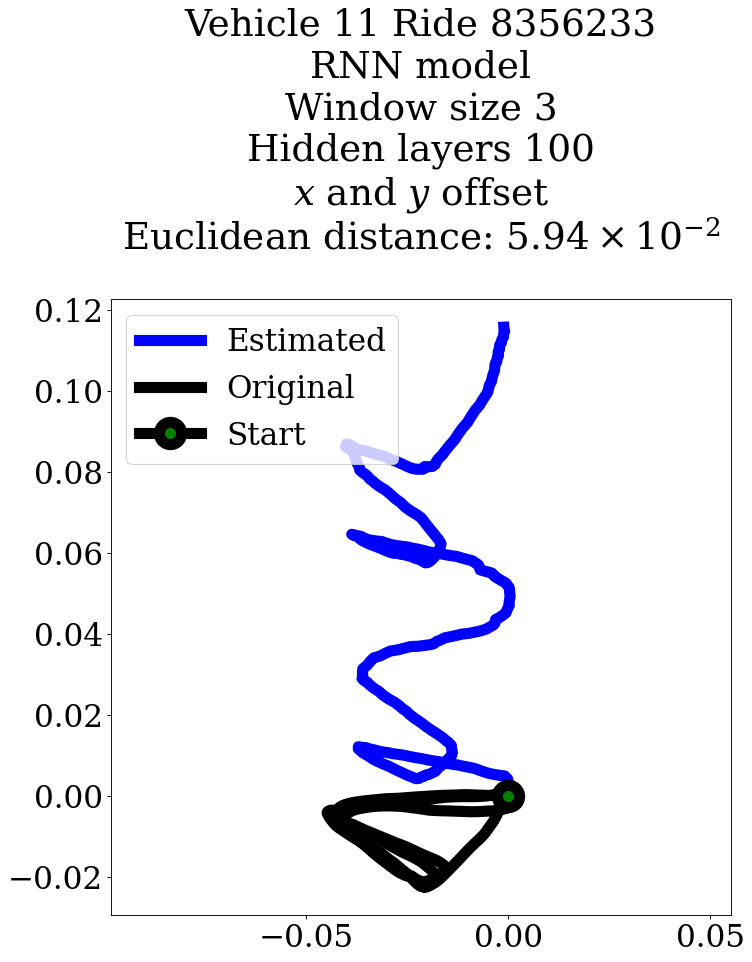 Vehicle 11 Ride 8356233
RNN model
Window size 3
Hidden layers 100
x and y offset
Euclidean distance: 5.94 × 10⁻²
Estimated
Original
Start
0.12
0.10
0.08
0.06
0.04
0.02
0.00
−0.02
−0.05
0.00
0.05